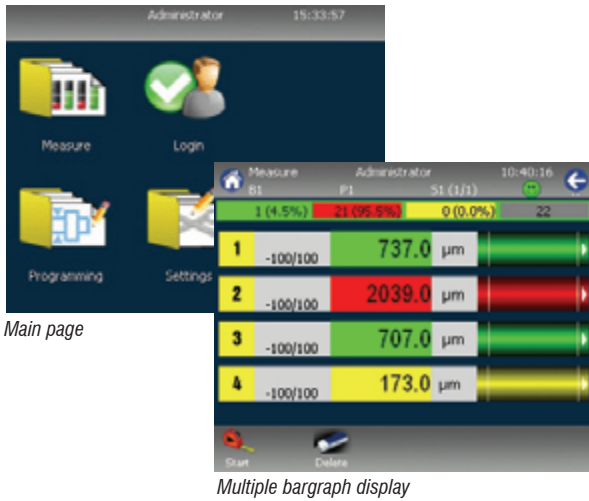 Administrator 15:33:57
Measure Login
Programming Settings
Main page
Measure Administrator 10:40:16
B1 P1 S1 (1/1)
1 (4.5%) 21 (95.5%) 0 (0.0%) 22
1 -100/100 737.0 µm
2 -100/100 2039.0 µm
3 -100/100 707.0 µm
4 -100/100 173.0 µm
Start Delete
Multiple bargraph display